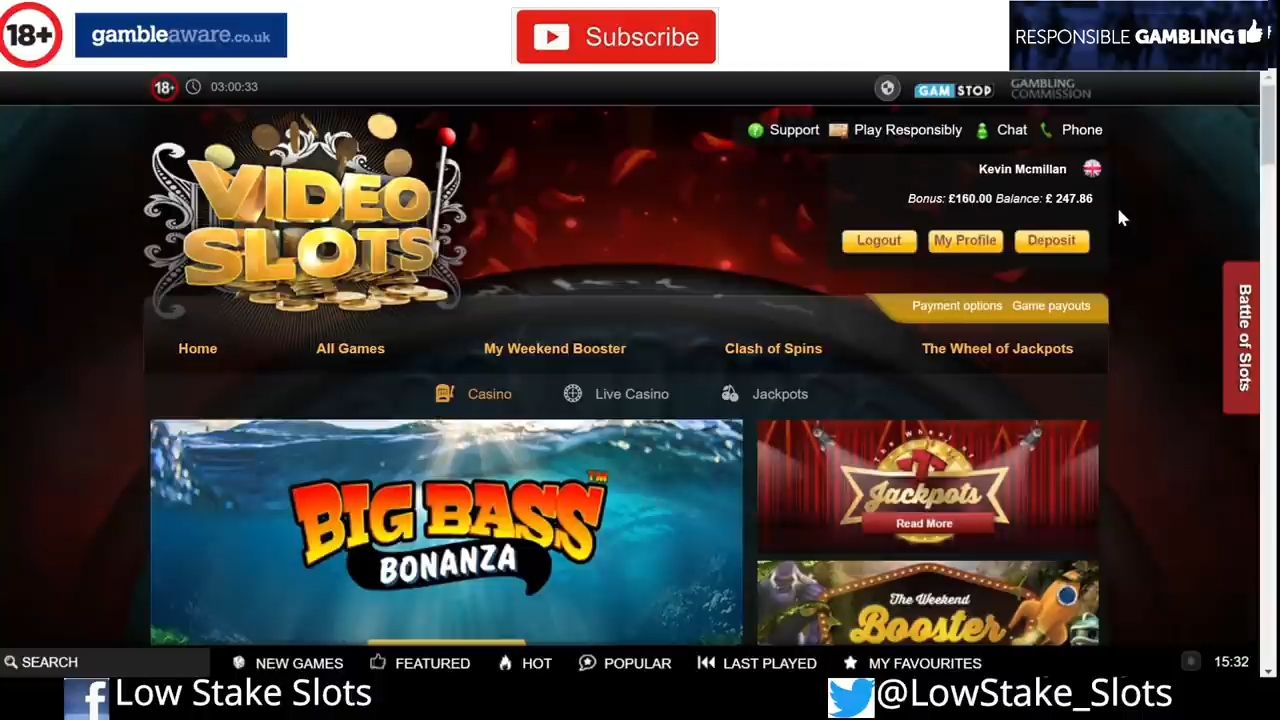 18+
gambleaware.co.uk
Subscribe
RESPONSIBLE GAMBLING
18+ 03:00:33
GAMSTOP
GAMBLING COMMISSION
Support Play Responsibly Chat Phone
Kevin Mcmillan
Bonus: £160.00 Balance: £ 247.86
Logout My Profile Deposit
VIDEO
SLOTS
Payment options Game payouts
Home All Games My Weekend Booster Clash of Spins The Wheel of Jackpots
Battle of Slots
Casino Live Casino Jackpots
BIG BASS™
BONANZA
The Wheel of
Jackpots
Read More
The Weekend
Booster
SEARCH NEW GAMES FEATURED HOT POPULAR LAST PLAYED MY FAVOURITES 15:32
f Low Stake Slots
@LowStake_Slots